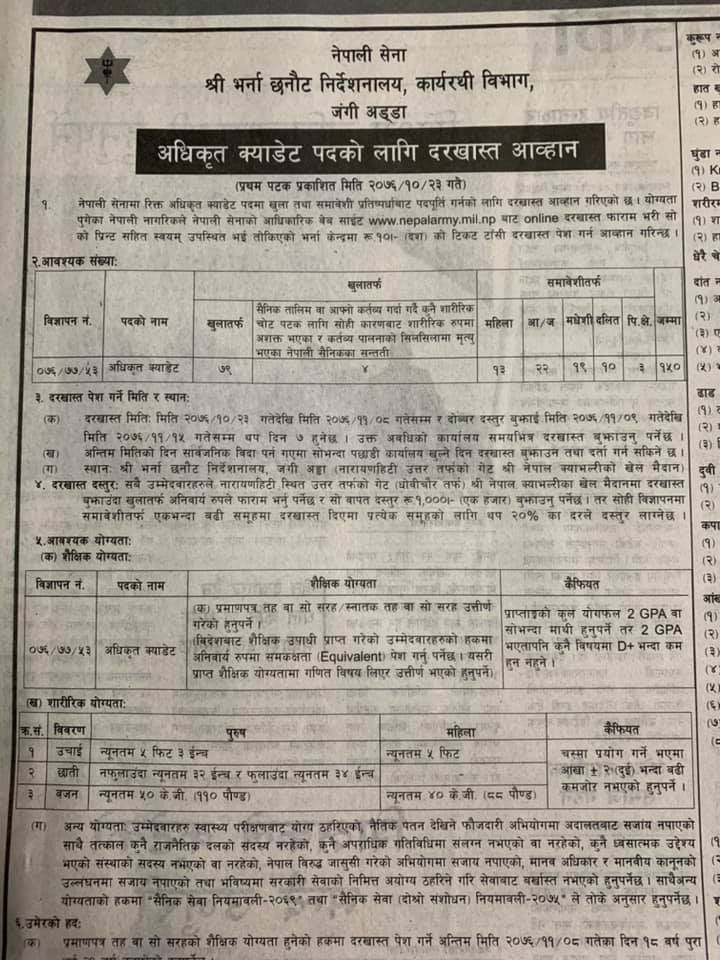 नेपाली सेना
श्री भर्ना छनौट निर्देशनालय, कार्यरथी विभाग,
जंगी अड्डा
अधिकृत क्याडेट पदको लागि दरखास्त आव्हान
(प्रथम पटक प्रकाशित मिति २०७६/१०/२३ गते)
१. नेपाली सेनामा रिक्त अधिकृत क्याडेट पदमा खुला तथा समावेशी प्रतिष्पर्धाबाट पदपूर्ति गर्नको लागि दरखास्त आव्हान गरिएको छ । योग्यता
पुगेका नेपाली नागरिकले नेपाली सेनाको आधिकारिक वेब साईट www.nepalarmy.mil.np बाट online दरखास्त फाराम भरी सो
को प्रिन्ट सहित स्वयम् उपस्थित भई तोकिएको भर्ना केन्द्रमा रू १०।- (दश) को टिकट टाँसी दरखास्त पेश गर्न आव्हान गरिन्छ ।
२.आवश्यक संख्या:
विज्ञापन नं. पदको नाम खुलातर्फ समावेशीतर्फ जम्मा
खुलातर्फ सैनिक तालिम वा आफ्नो कर्तव्य गर्दा गर्दै कुनै शारीरिक महिला आ/ज मधेशी दलित पि.क्षे.
चोट पटक लागि सोही कारणबाट शारीरिक रुपमा
अशक्त भएका र कर्तव्य पालनाको सिलसिलामा मृत्यु
भएका नेपाली सैनिकका सन्तती
०७६/७७/५३ अधिकृत क्याडेट ७९ ४ १३ २२ १९ १० ३ १५०
३. दरखास्त पेश गर्ने मिति र स्थान:
(क) दरखास्त मिति: मिति २०७६/१०/२३ गतेदेखि मिति २०७६/११/०८ गतेसम्म र दोब्बर दस्तुर बुझाई मिति २०७६/११/०९ गतेदेखि
मिति २०७६/११/१५ गतेसम्म थप दिन ७ हुनेछ । उक्त अवधिको कार्यालय समयभित्र दरखास्त बुझाउनु पर्नेछ ।
(ख) अन्तिम मितिको दिन सार्वजनिक विदा पर्न गएमा सोभन्दा पछाडी कार्यालय खुल्ने दिन दरखास्त बुझाउन तथा दर्ता गर्न सकिने छ ।
(ग) स्थान: श्री भर्ना छनौट निर्देशनालय, जंगी अड्डा (नारायणहिटी उत्तर तर्फको गेट श्री नेपाल क्याभल्रीको खेल मैदान)
४. दरखास्त दस्तुर: सबै उम्मेदवारहरुले नारायणहिटी स्थित उत्तर तर्फको गेट (धोबीचौर तर्फ) श्री नेपाल क्याभल्रीका खेल मैदानमा दरखास्त
बुझाउंदा खुलातर्फ अनिवार्य रुपले फाराम भर्नु पर्नेछ र सो वापत दस्तुर रू १,०००।- (एक हजार) बुझाउनु पर्नेछ । तर सोही विज्ञापनमा
समावेशीतर्फ एकभन्दा बढी समूहमा दरखास्त दिएमा प्रत्येक समूहको लागि थप २०% का दरले दस्तुर लाग्नेछ ।
५.आवश्यक योग्यता:
(क) शैक्षिक योग्यता:
विज्ञापन नं. पदको नाम शैक्षिक योग्यता कैफियत
०७६/७७/५३ अधिकृत क्याडेट (क) प्रमाणपत्र तह वा सो सरह/स्नातक तह वा सो सरह उत्तीर्ण
गरेको हुनुपर्ने ।
(विदेशबाट शैक्षिक उपाधी प्राप्त गरेको उम्मेदवारहरुको हकमा
अनिवार्य रुपमा समकक्षता (Equivalent) पेश गर्नु पर्नेछ । यसरी
प्राप्त शैक्षिक योग्यतामा गणित विषय लिएर उत्तीर्ण भएको हुनुपर्ने)
प्राप्ताङ्कको कुल योगफल 2 GPA वा
सोभन्दा माथी हुनुपर्ने तर 2 GPA
भएतापनि कुनै विषयमा D+ भन्दा कम
हुन नहुने ।
(ख) शारीरिक योग्यता:
क्र.सं. विवरण पुरुष महिला कैफियत
१ उचाई न्यूनतम ५ फिट ३ ईन्च न्यूनतम ५ फिट
२ छाती नफुलाउंदा न्यूनतम ३२ ईन्च र फुलाउंदा न्यूनतम ३४ ईन्च -
३ बजन न्यूनतम ५० के.जी. (११० पौण्ड) न्यूनतम ४० के.जी. (८८ पौण्ड)
चस्मा प्रयोग गर्ने भएमा
आंखा ± २ (दुई) भन्दा बढी
कमजोर नभएको हुनुपर्ने ।
(ग) अन्य योग्यता: उम्मेदवारहरु स्वास्थ्य परीक्षणबाट योग्य ठहरिएको, नैतिक पतन देखिने फौजदारी अभियोगमा अदालतबाट सजांय नपाएको
साथै तत्काल कुनै राजनैतिक दलको सदस्य नरहेको, कुनै अपराधिक गतिविधिमा संलग्न नभएको वा नरहेको, कुनै ध्वंसात्मक उद्देश्य
भएको संस्थाको सदस्य नभएको वा नरहेको, नेपाल विरुद्ध जासुसी गरेको अभियोगमा सजाय नपाएको, मानव अधिकार र मानवीय कानूनको
उल्लंघनमा सजाय नपाएको तथा भविष्यमा सरकारी सेवाको निमित्त अयोग्य ठहरिने गरि सेवाबाट बर्खास्त नभएको हुनुपर्नेछ । साथैअन्य
योग्यताको हकमा "सैनिक सेवा नियमावली-२०६९" तथा "सैनिक सेवा (दोश्रो संशोधन) नियमावली-२०७५" ले तोके अनुसार हुनुपर्नेछ ।
६.उमेरको हद:
(क) प्रमाणपत्र तह वा सो सरहको शैक्षिक योग्यता हुनेको हकमा दरखास्त पेश गर्ने अन्तिम मिति २०७६/११/०८ गतेका दिन १८ वर्ष पुरा